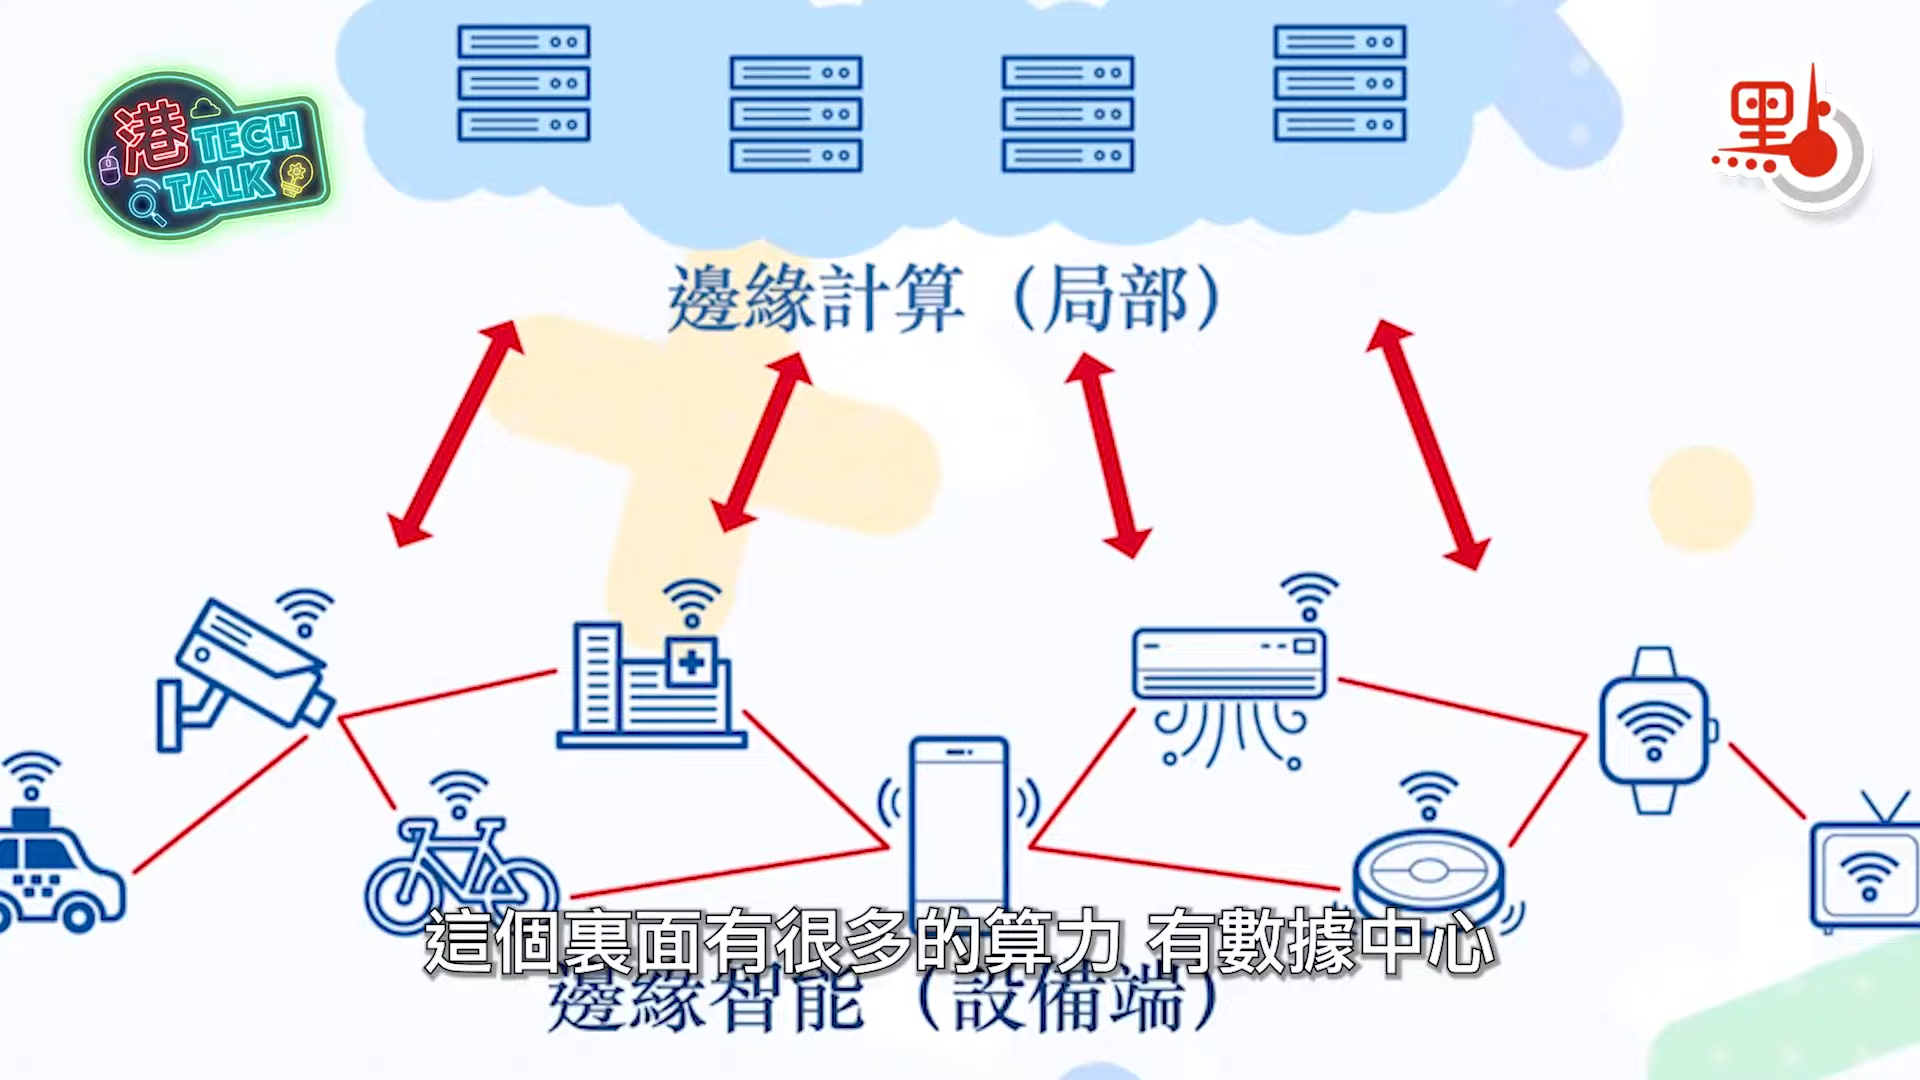 港 TECH
TALK
點
邊緣計算（局部）
這個裏面有很多的算力 有數據中心
邊緣智能（設備端）